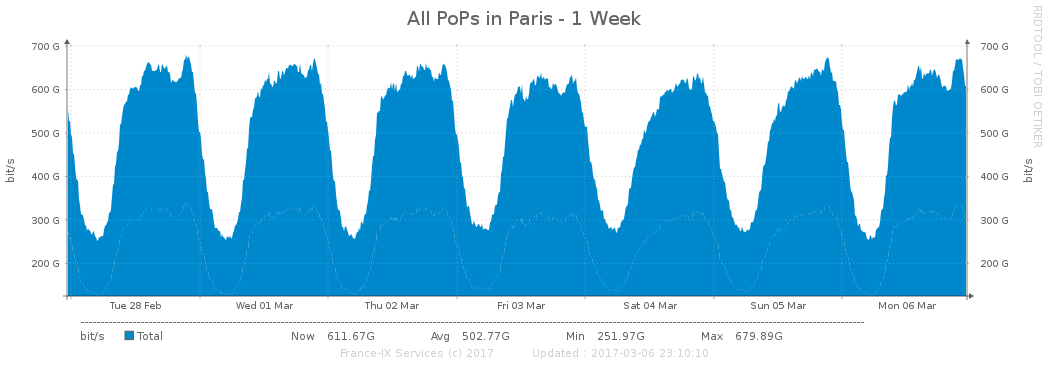 All PoPs in Paris - 1 Week
RRDTOOL / TOBI OETIKER
700 G 700 G
600 G 600 G
500 G 500 G
400 G 400 G
300 G 300 G
200 G 200 G
bit/s bit/s
Tue 28 Feb Wed 01 Mar Thu 02 Mar Fri 03 Mar Sat 04 Mar Sun 05 Mar Mon 06 Mar
bit/s Total Now 611.67G Avg 502.77G Min 251.97G Max 679.89G
France-IX Services (c) 2017 Updated : 2017-03-06 23:10:10